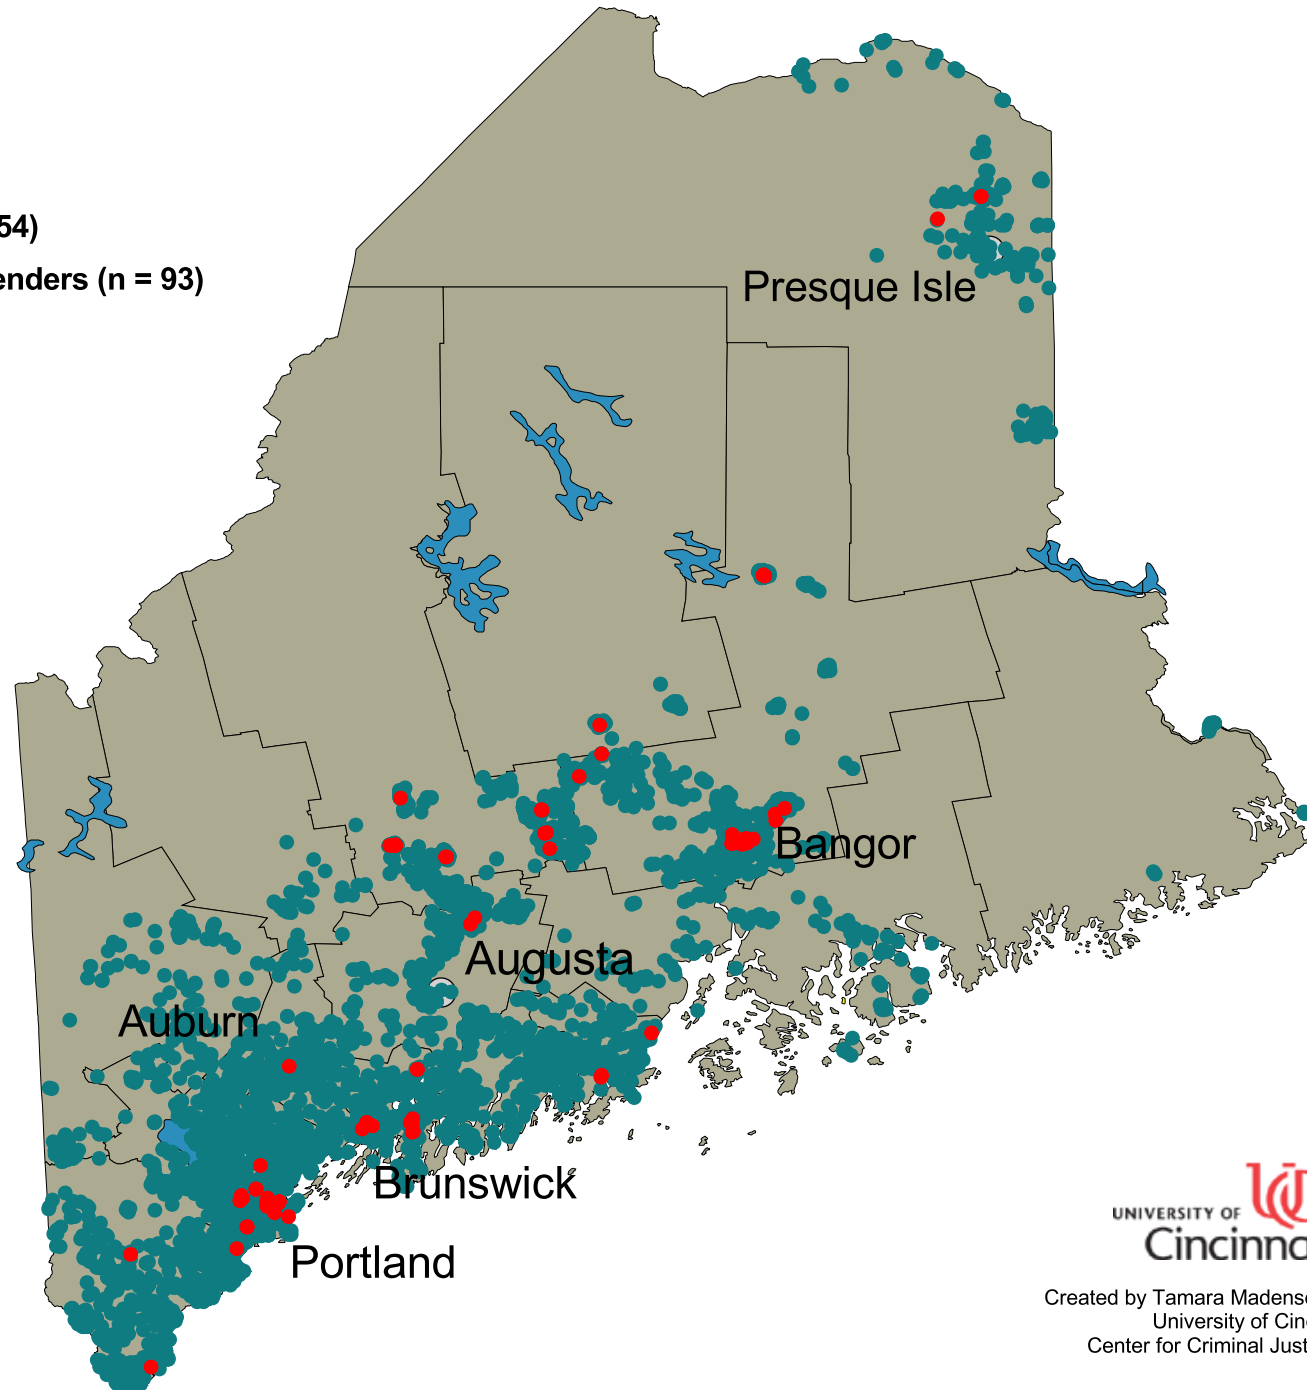 54)
enders (n = 93)
Presque Isle
Bangor
Augusta
Auburn
Brunswick
Portland
UNIVERSITY OF
Cincinna
Created by Tamara Madens
University of Cin
Center for Criminal Just